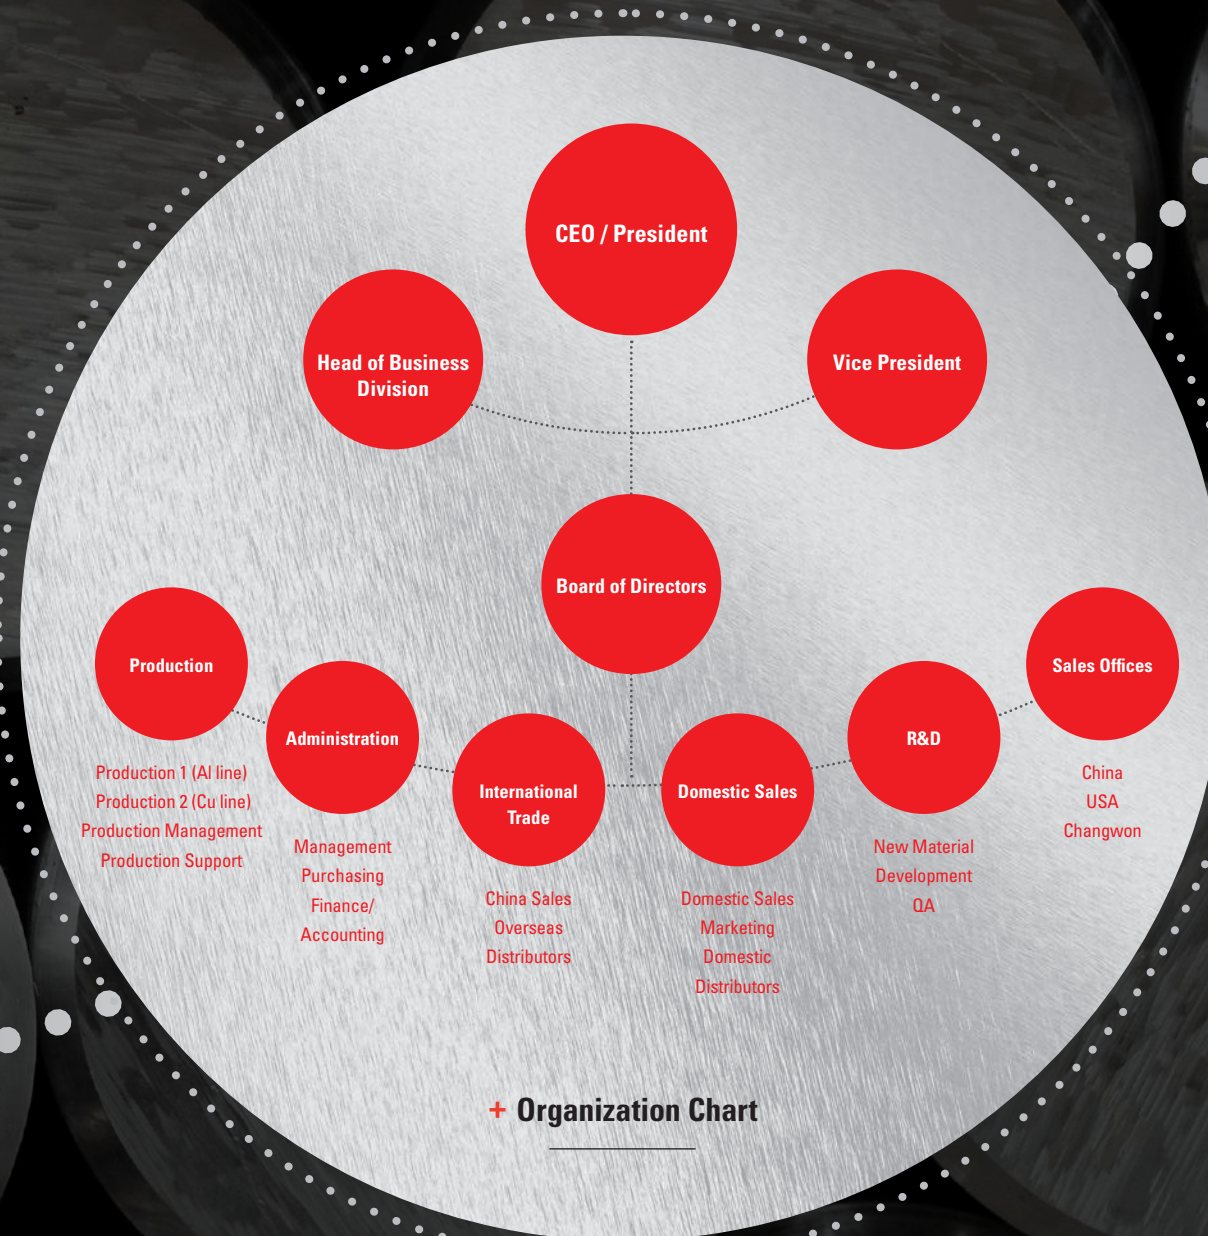 CEO / President
Head of Business
Division
Vice President
Board of Directors
Production
Production 1 (Al line)
Production 2 (Cu line)
Production Management
Production Support
Administration
Management
Purchasing
Finance/
Accounting
International
Trade
China Sales
Overseas
Distributors
Domestic Sales
Domestic Sales
Marketing
Domestic
Distributors
R&D
New Material
Development
QA
Sales Offices
China
USA
Changwon
+ Organization Chart